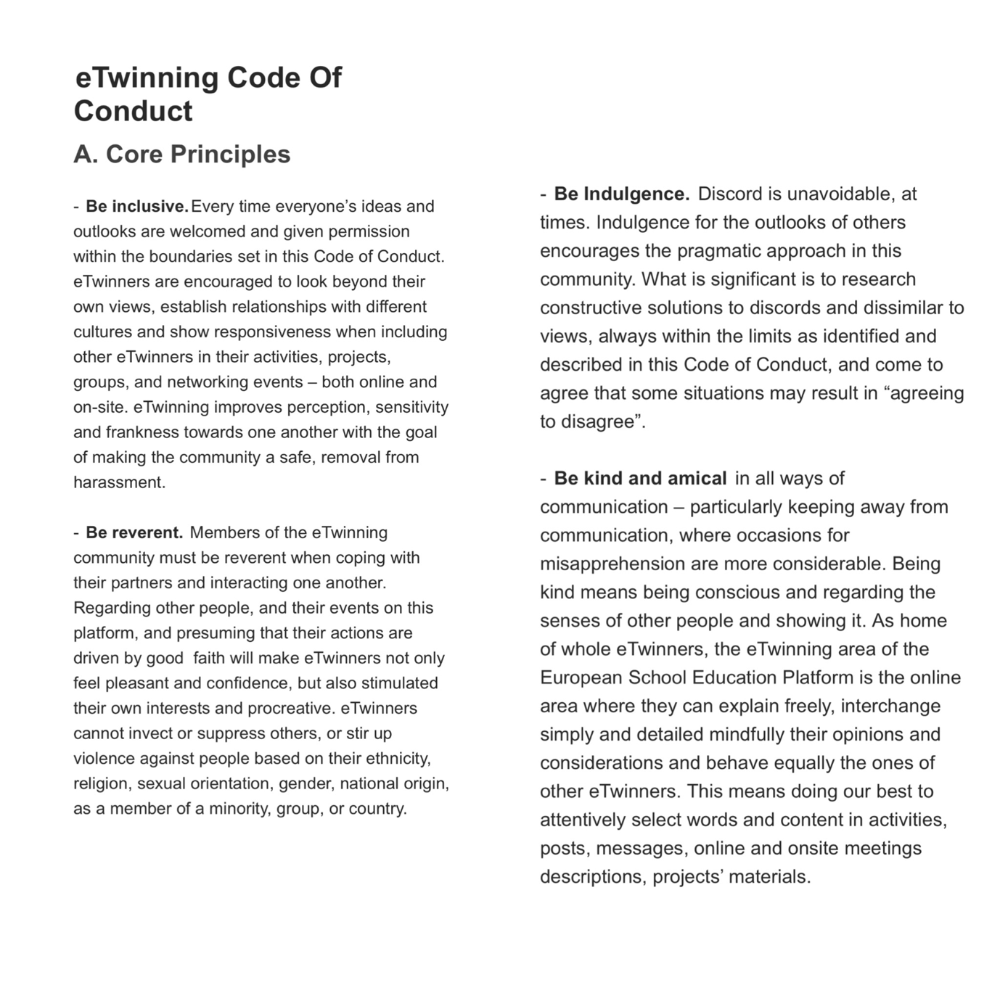 eTwinning Code Of
Conduct
A. Core Principles
- Be inclusive. Every time everyone’s ideas and
outlooks are welcomed and given permission
within the boundaries set in this Code of Conduct.
eTwinners are encouraged to look beyond their
own views, establish relationships with different
cultures and show responsiveness when including
other eTwinners in their activities, projects,
groups, and networking events – both online and
on-site. eTwinning improves perception, sensitivity
and frankness towards one another with the goal
of making the community a safe, removal from
harassment.
- Be reverent. Members of the eTwinning
community must be reverent when coping with
their partners and interacting one another.
Regarding other people, and their events on this
platform, and presuming that their actions are
driven by good faith will make eTwinners not only
feel pleasant and confidence, but also stimulated
their own interests and procreative. eTwinners
cannot invect or suppress others, or stir up
violence against people based on their ethnicity,
religion, sexual orientation, gender, national origin,
as a member of a minority, group, or country.
- Be Indulgence. Discord is unavoidable, at
times. Indulgence for the outlooks of others
encourages the pragmatic approach in this
community. What is significant is to research
constructive solutions to discords and dissimilar to
views, always within the limits as identified and
described in this Code of Conduct, and come to
agree that some situations may result in “agreeing
to disagree”.
- Be kind and amical in all ways of
communication – particularly keeping away from
communication, where occasions for
misapprehension are more considerable. Being
kind means being conscious and regarding the
senses of other people and showing it. As home
of whole eTwinners, the eTwinning area of the
European School Education Platform is the online
area where they can explain freely, interchange
simply and detailed mindfully their opinions and
considerations and behave equally the ones of
other eTwinners. This means doing our best to
attentively select words and content in activities,
posts, messages, online and onsite meetings
descriptions, projects’ materials.